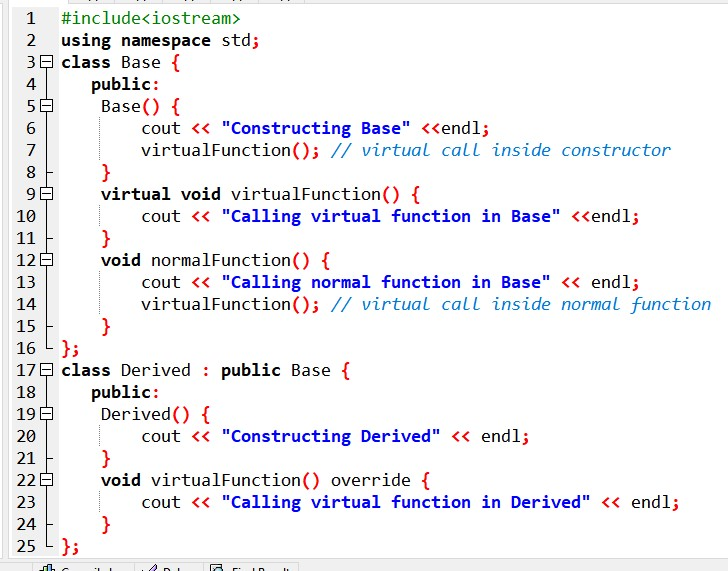 1 #include<iostream>
2 using namespace std;
3 class Base {
4 public:
5 Base() {
6 cout << "Constructing Base" <<endl;
7 virtualFunction(); // virtual call inside constructor
8 }
9 virtual void virtualFunction() {
10 cout << "Calling virtual function in Base" <<endl;
11 }
12 void normalFunction() {
13 cout << "Calling normal function in Base" << endl;
14 virtualFunction(); // virtual call inside normal function
15 }
16 };
17 class Derived : public Base {
18 public:
19 Derived() {
20 cout << "Constructing Derived" << endl;
21 }
22 void virtualFunction() override {
23 cout << "Calling virtual function in Derived" << endl;
24 }
25 };